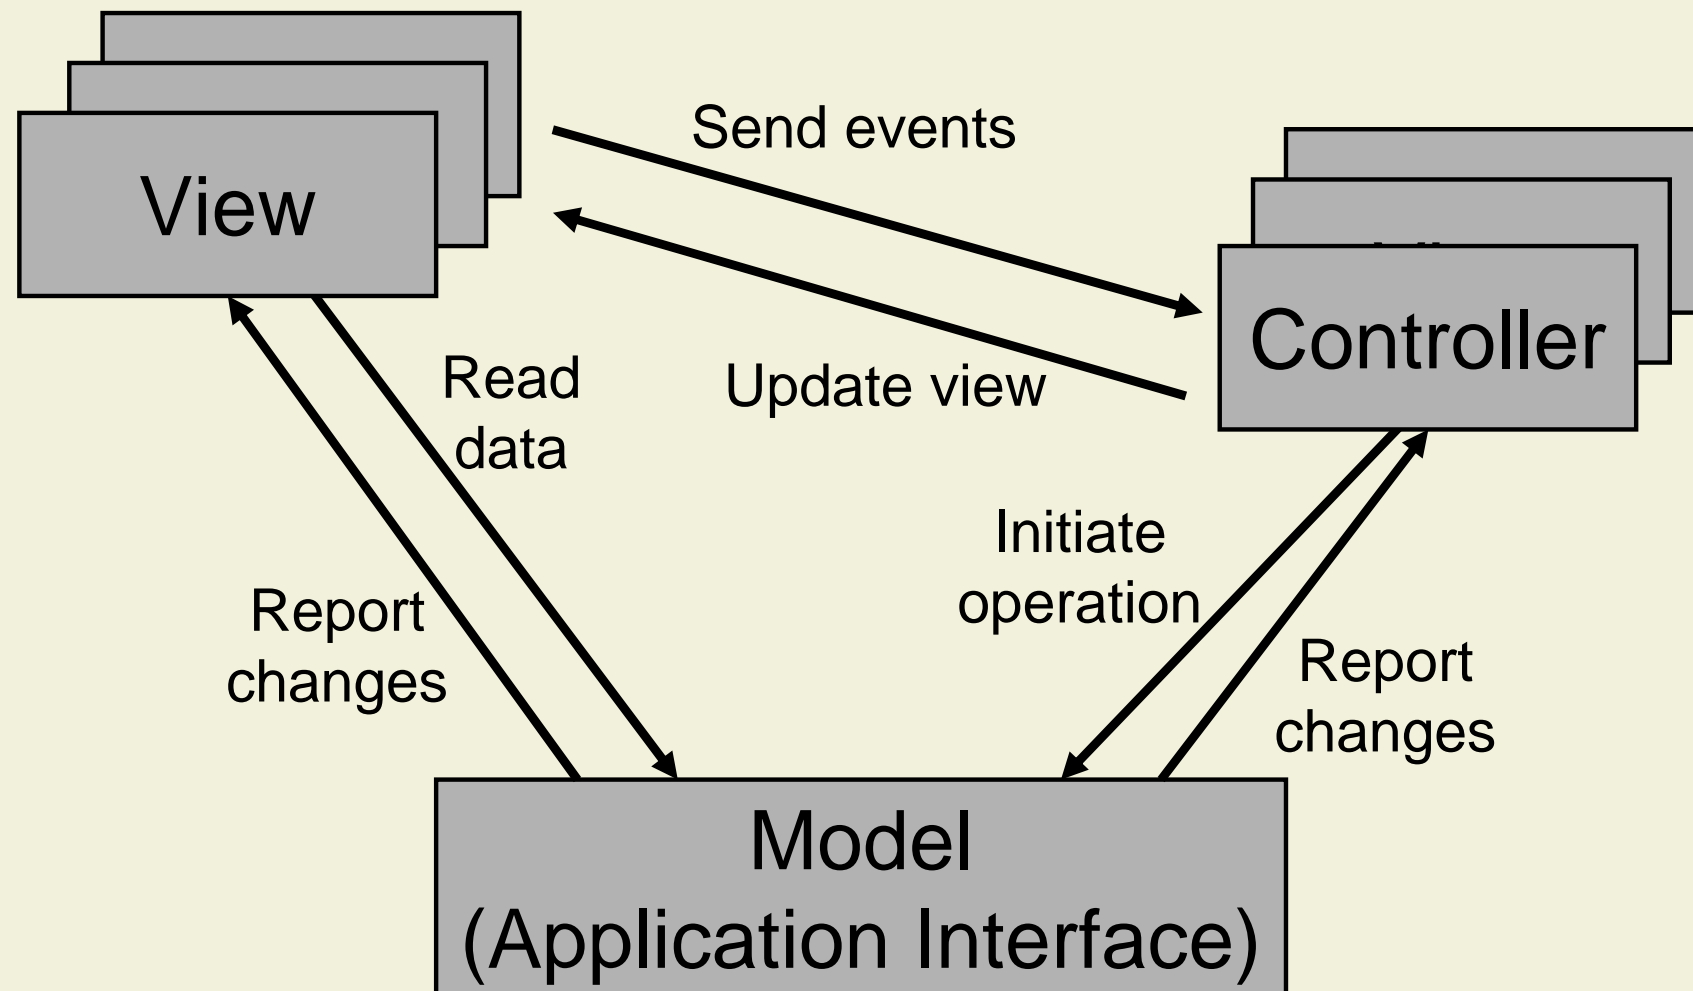 Send events
View
Controller
Read
data
Update view
Initiate
operation
Report
changes
Report
changes
Model
(Application Interface)